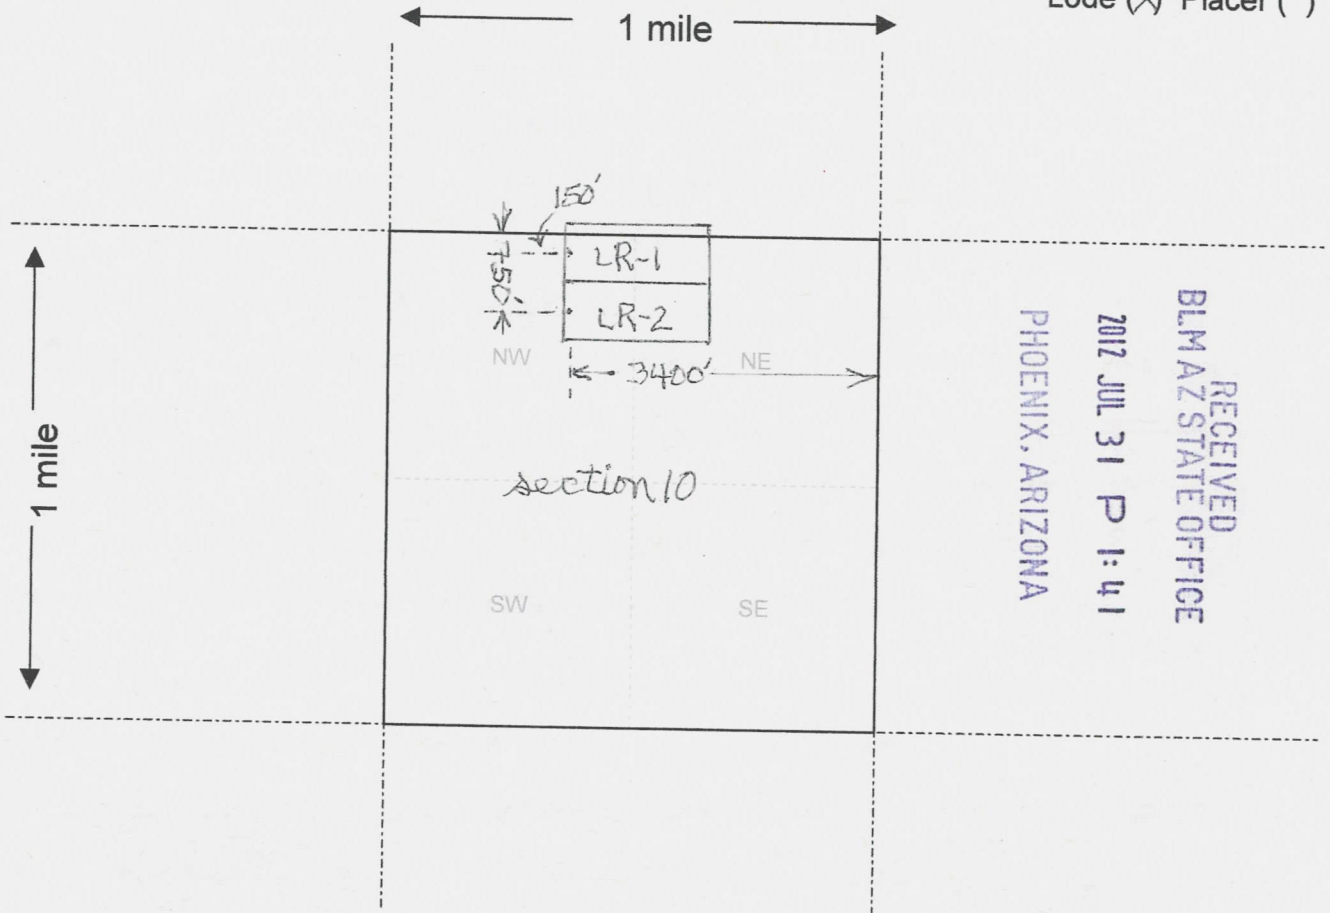 Lode (X) Placer ( )
1 mile
150'
750'
LR-1
LR-2
NW
3400'
NE
1 mile
section 10
SW
SE
RECEIVED
BLM AZ STATE OFFICE
2012 JUL 31 P 1:41
PHOENIX, ARIZONA